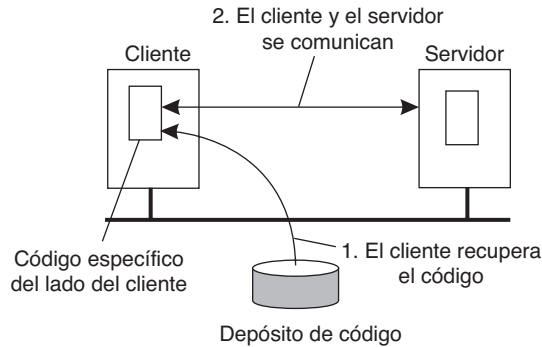 2. El cliente y el servidor
se comunican
Cliente
Servidor
Código específico
del lado del cliente
1. El cliente recupera
el código
Depósito de código